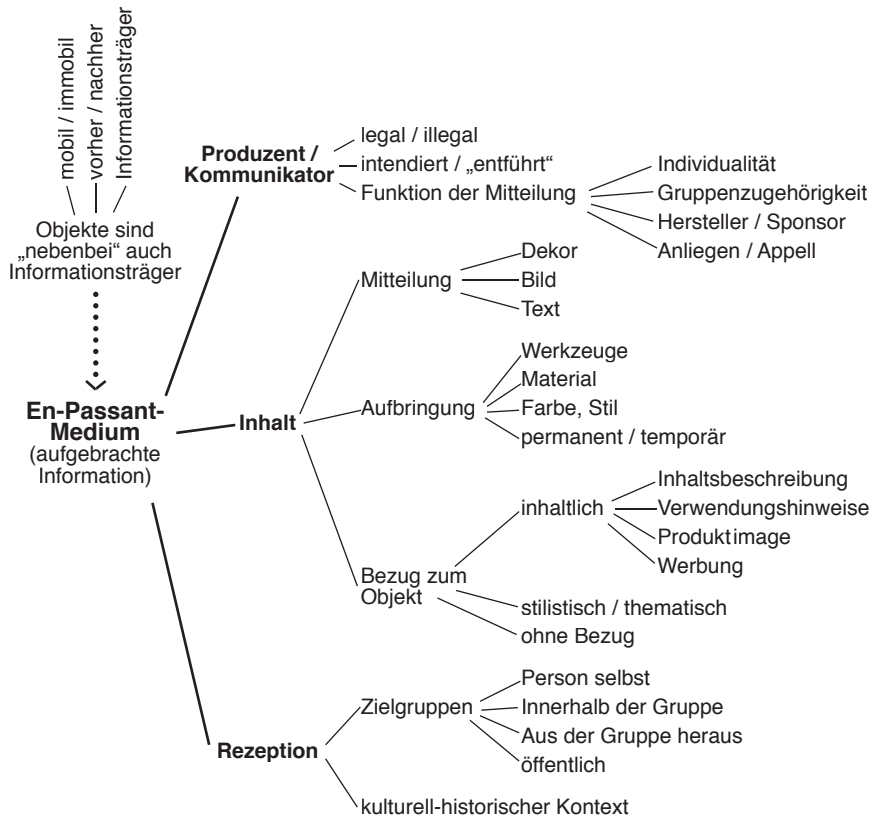 mobil / immobil
vorher / nachher
Informationsträger
Objekte sind
„nebenbei“ auch
Informationsträger
En-Passant-
Medium
(aufgebrachte
Information)
Produzent /
Kommunikator
legal / illegal
intendiert / „entführt“
Funktion der Mitteilung
Individualität
Gruppenzugehörigkeit
Hersteller / Sponsor
Anliegen / Appell
Inhalt
Mitteilung
Dekor
Bild
Text
Aufbringung
Werkzeuge
Material
Farbe, Stil
permanent / temporär
Bezug zum
Objekt
inhaltlich
Inhaltsbeschreibung
Verwendungshinweise
Produktimage
Werbung
stilistisch / thematisch
ohne Bezug
Rezeption
Zielgruppen
Person selbst
Innerhalb der Gruppe
Aus der Gruppe heraus
öffentlich
kulturell-historischer Kontext